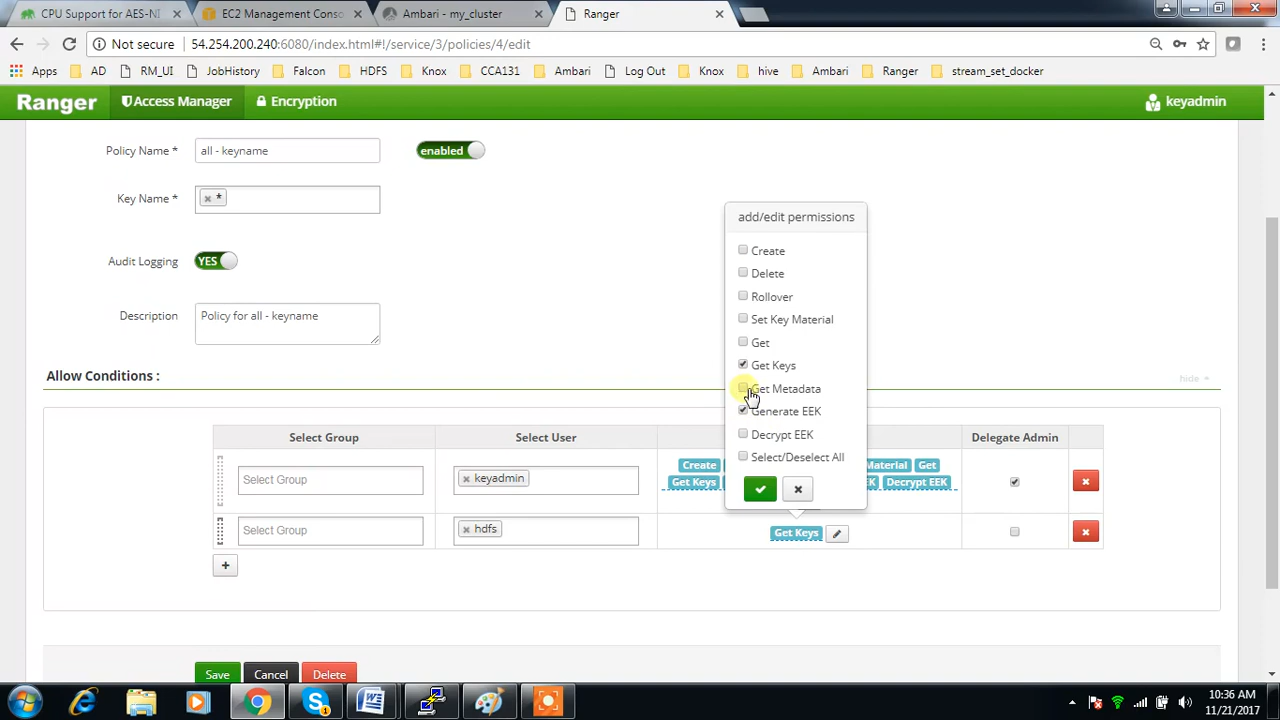 CPU Support for AES-NI
EC2 Management Conso
Ambari - my_cluster
Ranger
Not secure 54.254.200.240:6080/index.html#!/service/3/policies/4/edit
Apps AD RM_UI JobHistory Falcon HDFS Knox CCA131 Ambari Log Out Knox hive Ambari Ranger stream_set_docker
Ranger Access Manager Encryption keyadmin
Policy Name * all - keyname enabled
Key Name * *
Audit Logging YES
Description Policy for all - keyname
add/edit permissions
Create
Delete
Rollover
Set Key Material
Get
Get Keys
Get Metadata
Generate EEK
Decrypt EEK
Select/Deselect All
Allow Conditions :
hide
Select Group Select User Delegate Admin
Select Group keyadmin Create Material Get
Get Keys EK Decrypt EEK
Select Group hdfs Get Keys
+
Save Cancel Delete
10:36 AM
11/21/2017